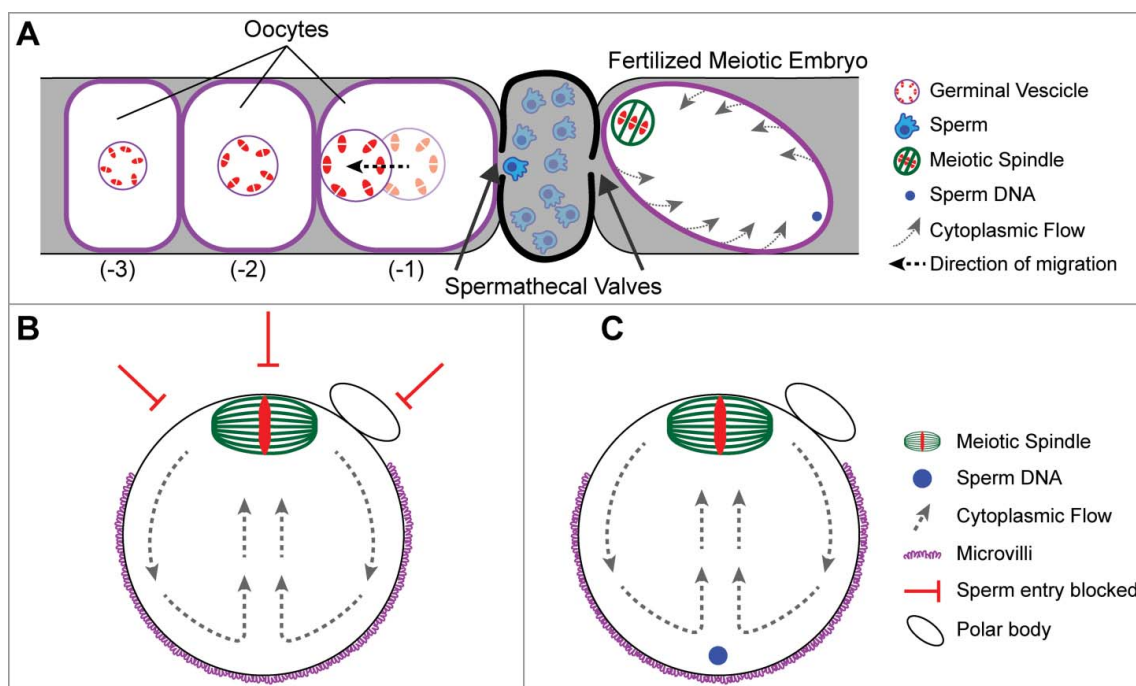 A
Oocytes
Fertilized Meiotic Embryo
(-3)
(-2)
(-1)
Spermathecal Valves
Germinal Vescicle
Sperm
Meiotic Spindle
Sperm DNA
Cytoplasmic Flow
Direction of migration
B
C
Meiotic Spindle
Sperm DNA
Cytoplasmic Flow
Microvilli
Sperm entry blocked
Polar body